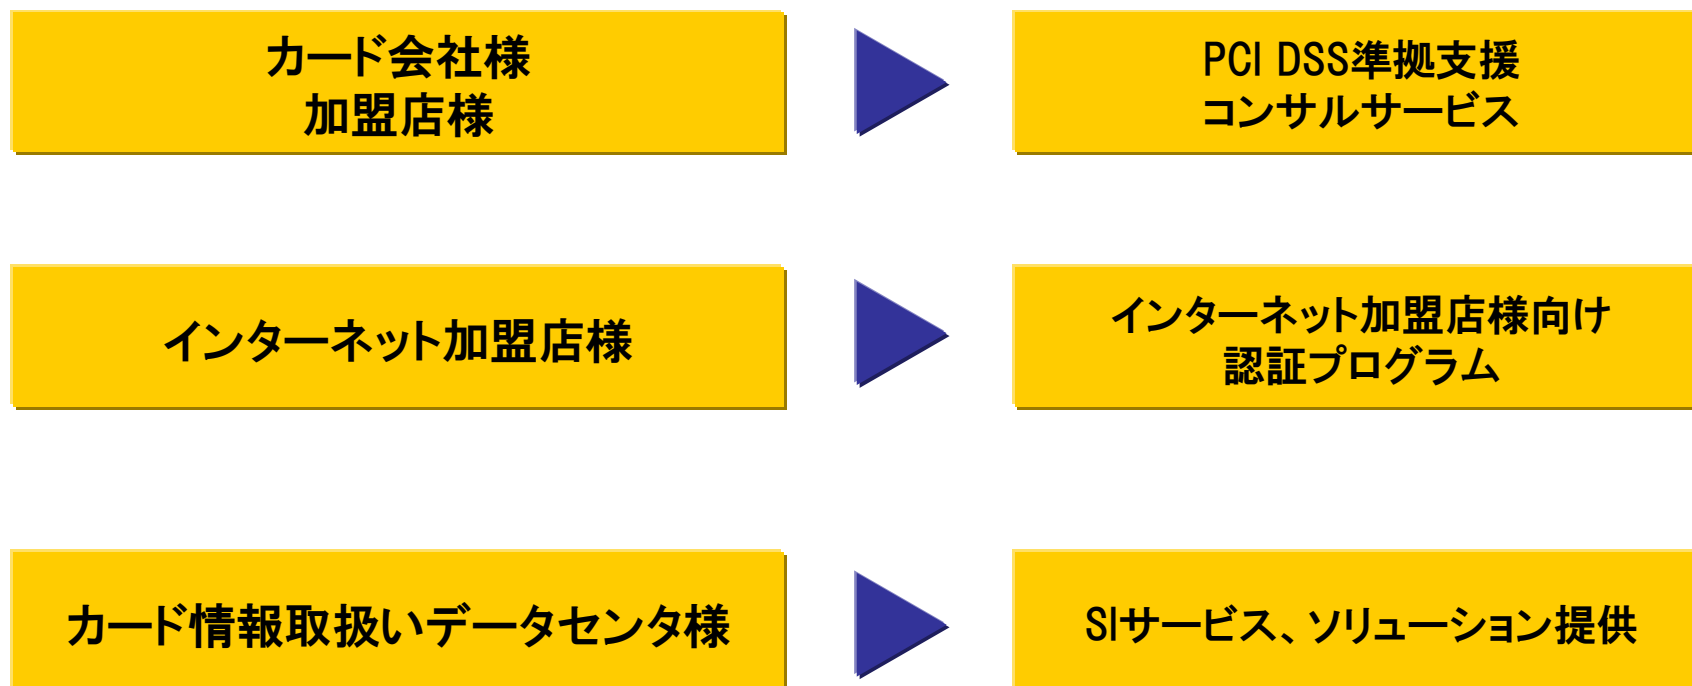 カード会社様
加盟店様
PCI DSS準拠支援
コンサルサービス
インターネット加盟店様
インターネット加盟店様向け
認証プログラム
カード情報取扱いデータセンタ様
SIサービス、ソリューション提供